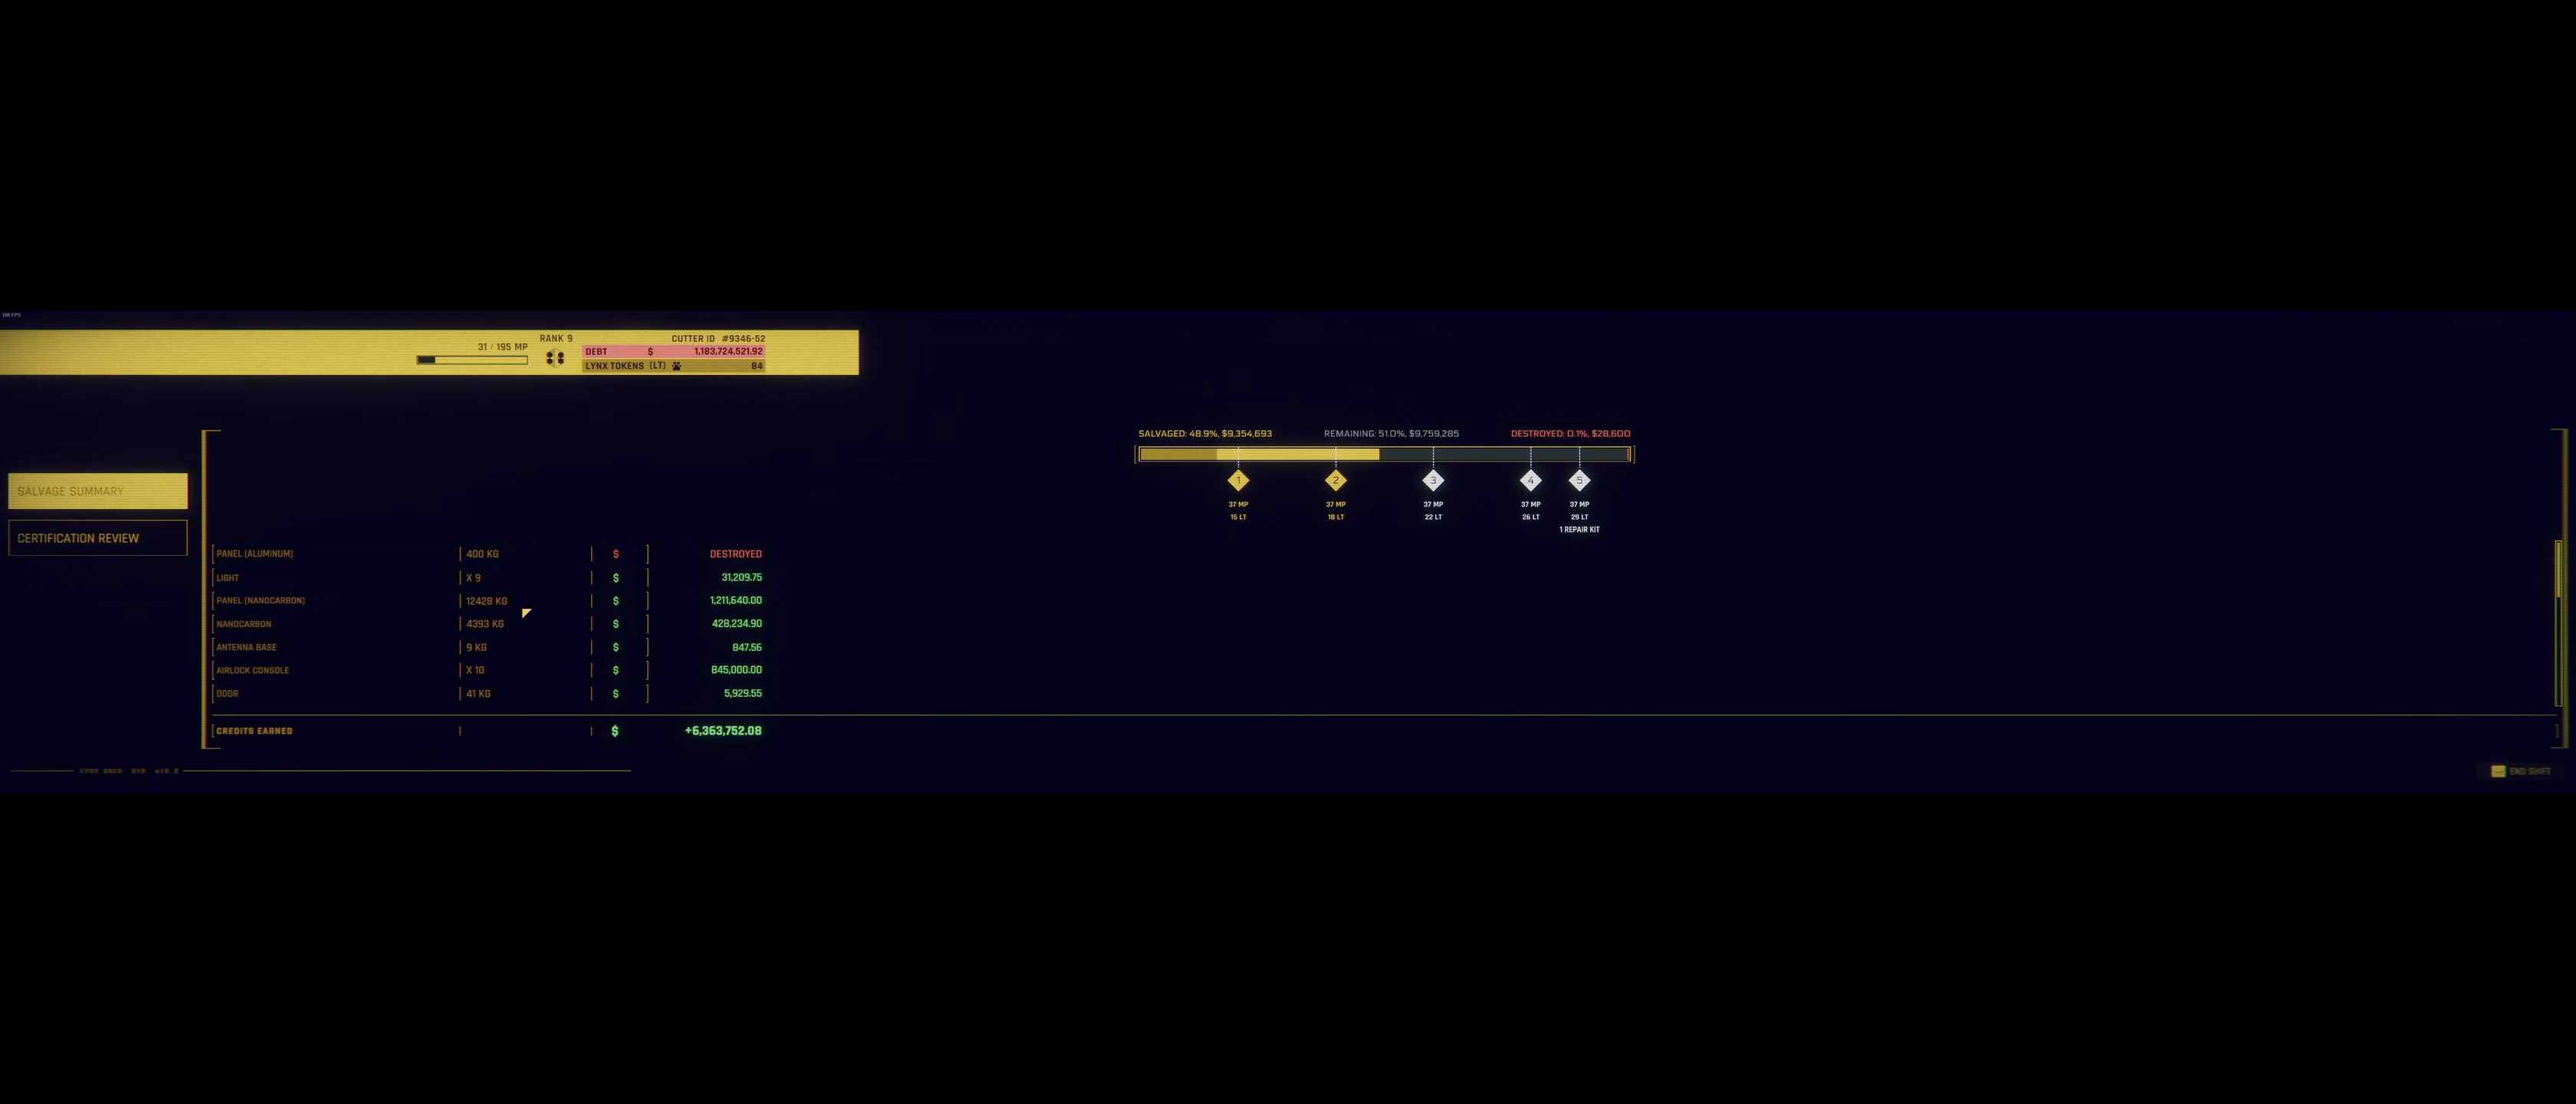 109 FPS
RANK 9
CUTTER ID #9346-52
31 / 195 MP
DEBT $ 1,183,724,521.92
LYNX TOKENS (LT) 84
SALVAGED: 48.9%, $9,354,693 REMAINING: 51.0%, $9,759,285 DESTROYED: 0.1%, $28,600
1 2 3 4 5
37 MP 37 MP 37 MP 37 MP 37 MP
15 LT 18 LT 22 LT 26 LT 29 LT
1 REPAIR KIT
SALVAGE SUMMARY
CERTIFICATION REVIEW
PANEL (ALUMINUM) 400 KG $ DESTROYED
LIGHT X 9 $ 31,209.75
PANEL (NANOCARBON) 12428 KG $ 1,211,640.00
NANOCARBON 4393 KG $ 428,234.90
ANTENNA BASE 9 KG $ 847.56
AIRLOCK CONSOLE X 10 $ 845,000.00
DOOR 41 KG $ 5,929.55
CREDITS EARNED $ +6,363,752.08
END SHIFT